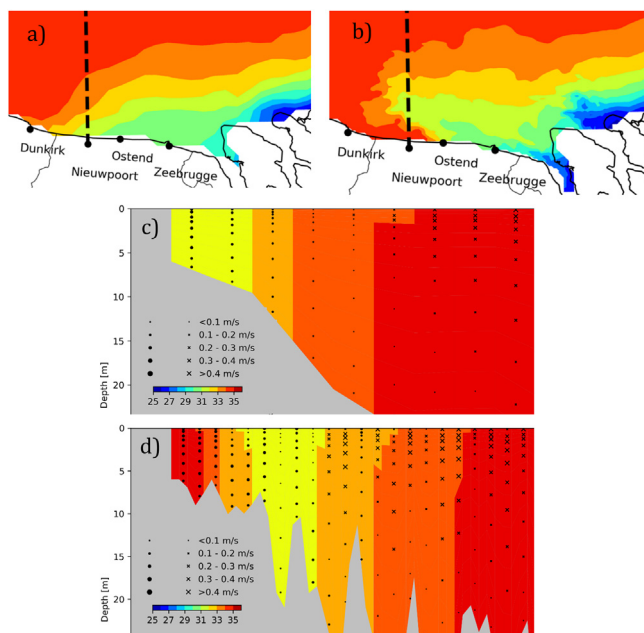 a)
b)
Dunkirk
Ostend
Nieuwpoort
Zeebrugge
Dunkirk
Ostend
Nieuwpoort
Zeebrugge
c)
0
5
10
15
20
Depth [m]
<0.1 m/s
0.1 - 0.2 m/s
0.2 - 0.3 m/s
0.3 - 0.4 m/s
>0.4 m/s
25 27 29 31 33 35
d)
0
5
10
15
20
Depth [m]
<0.1 m/s
0.1 - 0.2 m/s
0.2 - 0.3 m/s
0.3 - 0.4 m/s
>0.4 m/s
25 27 29 31 33 35